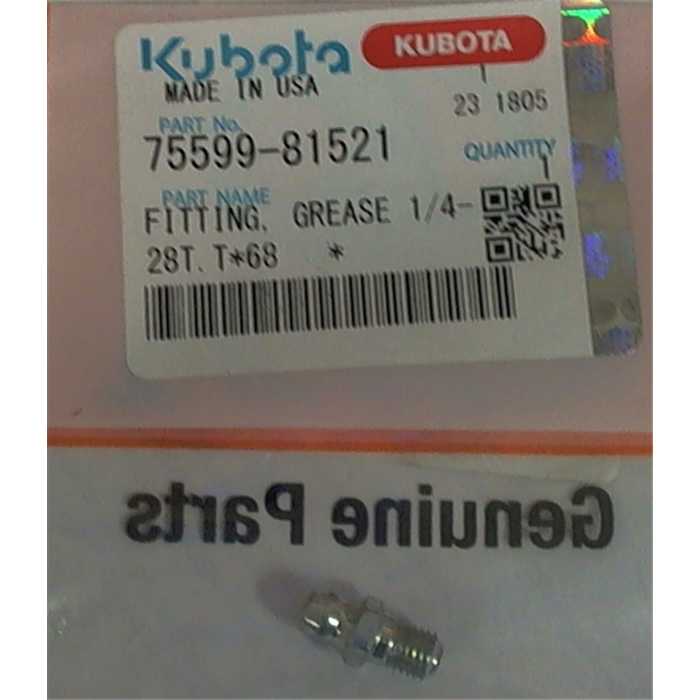 Kubota KUBOTA
MADE IN USA 1
23 1805
PART No.
75599-81521 QUANTITY
1
PART NAME
FITTING, GREASE 1/4-
28T.T*68 *
Genuine Parts